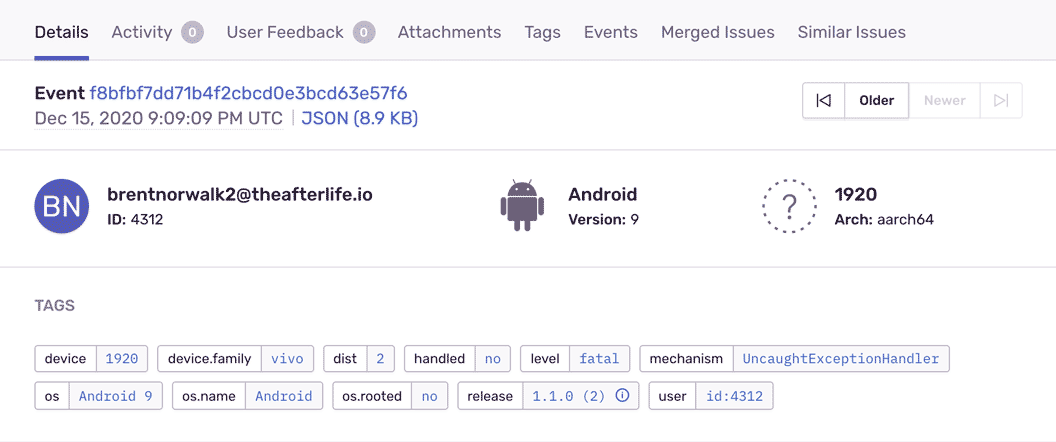 Details Activity 0 User Feedback 0 Attachments Tags Events Merged Issues Similar Issues
Event f8bfbf7dd71b4f2cbcd0e3bcd63e57f6
Older Newer
Dec 15, 2020 9:09:09 PM UTC JSON (8.9 KB)
BN
brentnorwalk2@theafterlife.io
ID: 4312
Android
Version: 9
?
1920
Arch: aarch64
TAGS
device 1920 device.family vivo dist 2 handled no level fatal mechanism UncaughtExceptionHandler
os Android 9 os.name Android os.rooted no release 1.1.0 (2) user id:4312